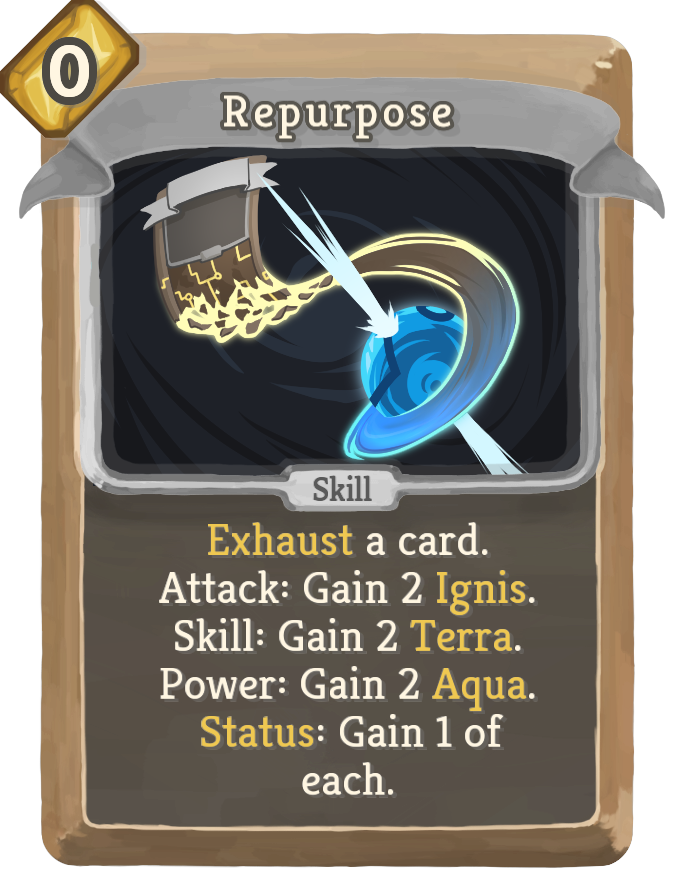 0
Repurpose
Skill
Exhaust a card.
Attack: Gain 2 Ignis.
Skill: Gain 2 Terra.
Power: Gain 2 Aqua.
Status: Gain 1 of
each.